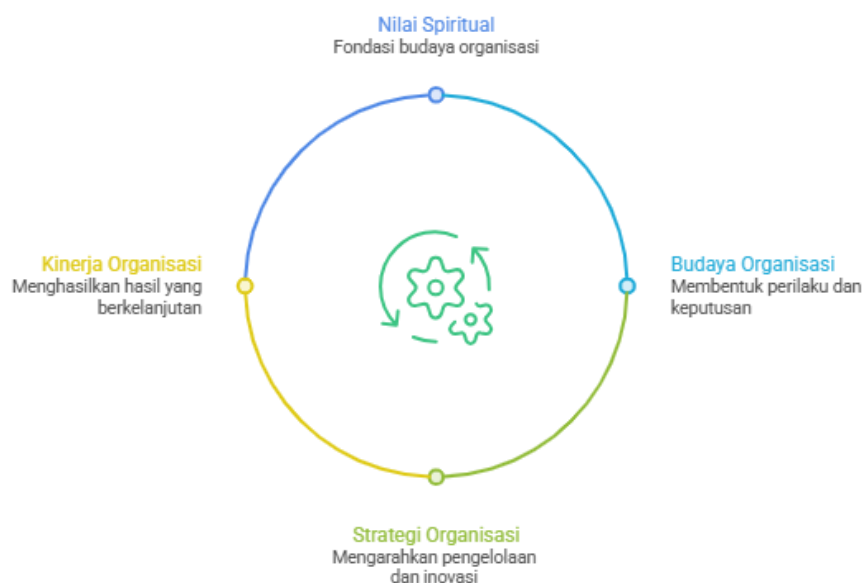 Nilai Spiritual
Fondasi budaya organisasi
Kinerja Organisasi
Menghasilkan hasil yang
berkelanjutan
Budaya Organisasi
Membentuk perilaku dan
keputusan
Strategi Organisasi
Mengarahkan pengelolaan
dan inovasi